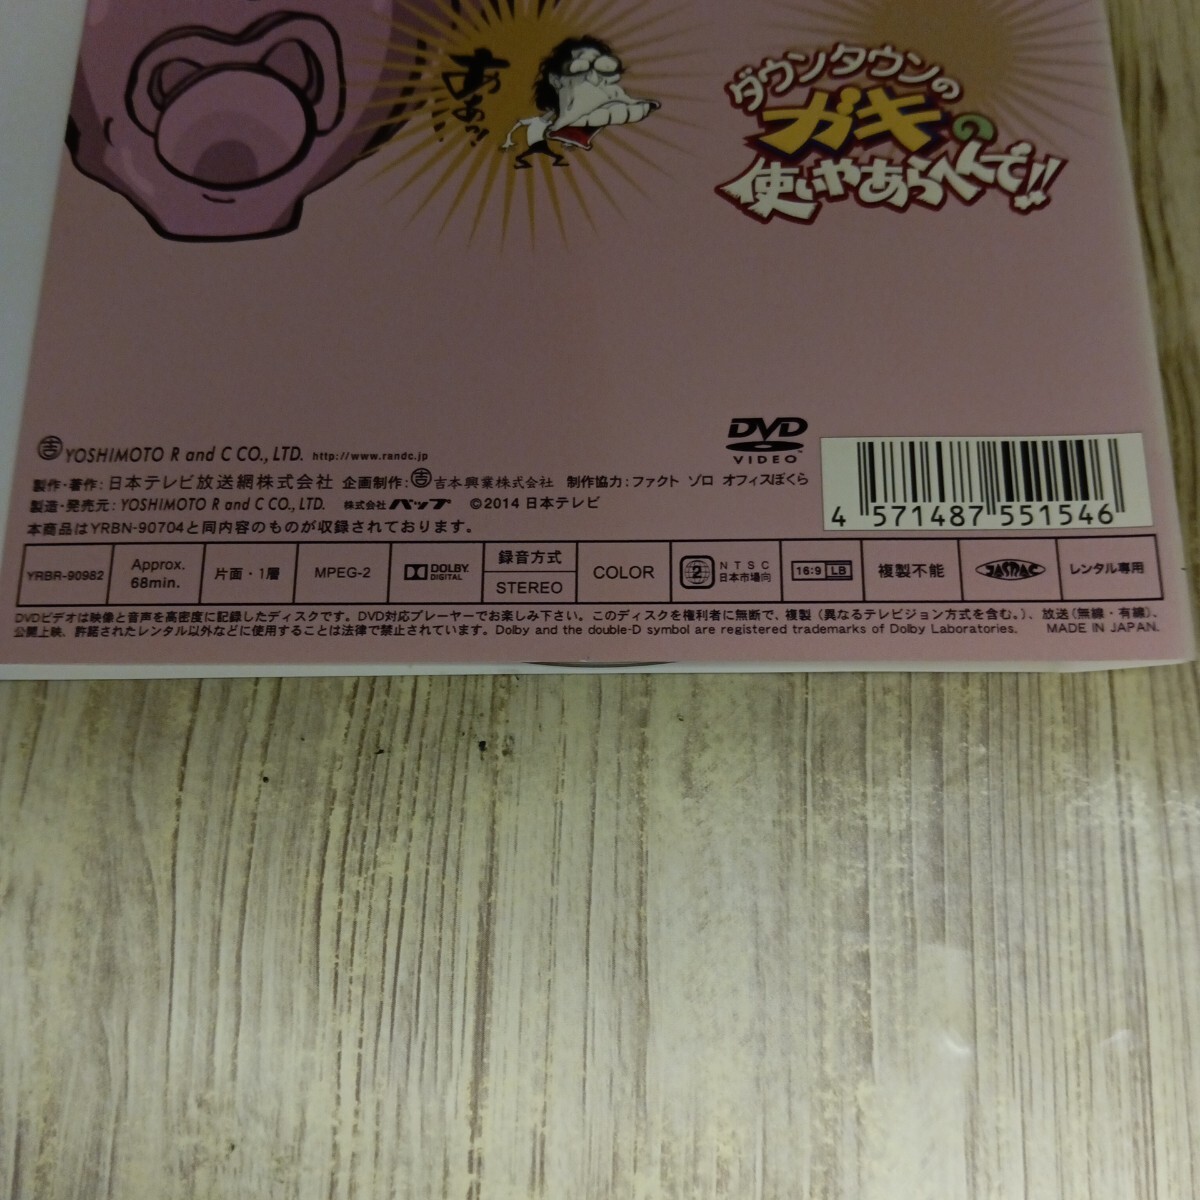 あぁッ
ダウンタウンの
ガキの
使いやあらへんで!!
DVD
VIDEO
吉 YOSHIMOTO R and C CO., LTD. http://www.randc.jp
製作・著作: 日本テレビ放送網株式会社 企画制作: 吉 吉本興業株式会社 制作協力: ファクト ゾロ オフィスぼくら
製造・発売元: YOSHIMOTO R and C CO., LTD. 株式会社バップ ©2014 日本テレビ
本商品はYRBN-90704と同内容のものが収録されております。
4 571487 551546
YRBR-90982 Approx. 68min. 片面・1層 MPEG-2 DOLBY DIGITAL 録音方式 STEREO COLOR 2 NTSC 日本市場向 16:9 LB 複製不能 JASRAC レンタル専用
DVDビデオは映像と音声を高密度に記録したディスクです。DVD対応プレーヤーでお楽しみ下さい。このディスクを権利者に無断で、複製（異なるテレビジョン方式を含む。）、放送（無線・有線）、
公開上映、許諾されたレンタル以外などに使用することは法律で禁止されています。Dolby and the double-D symbol are registered trademarks of Dolby Laboratories. MADE IN JAPAN.